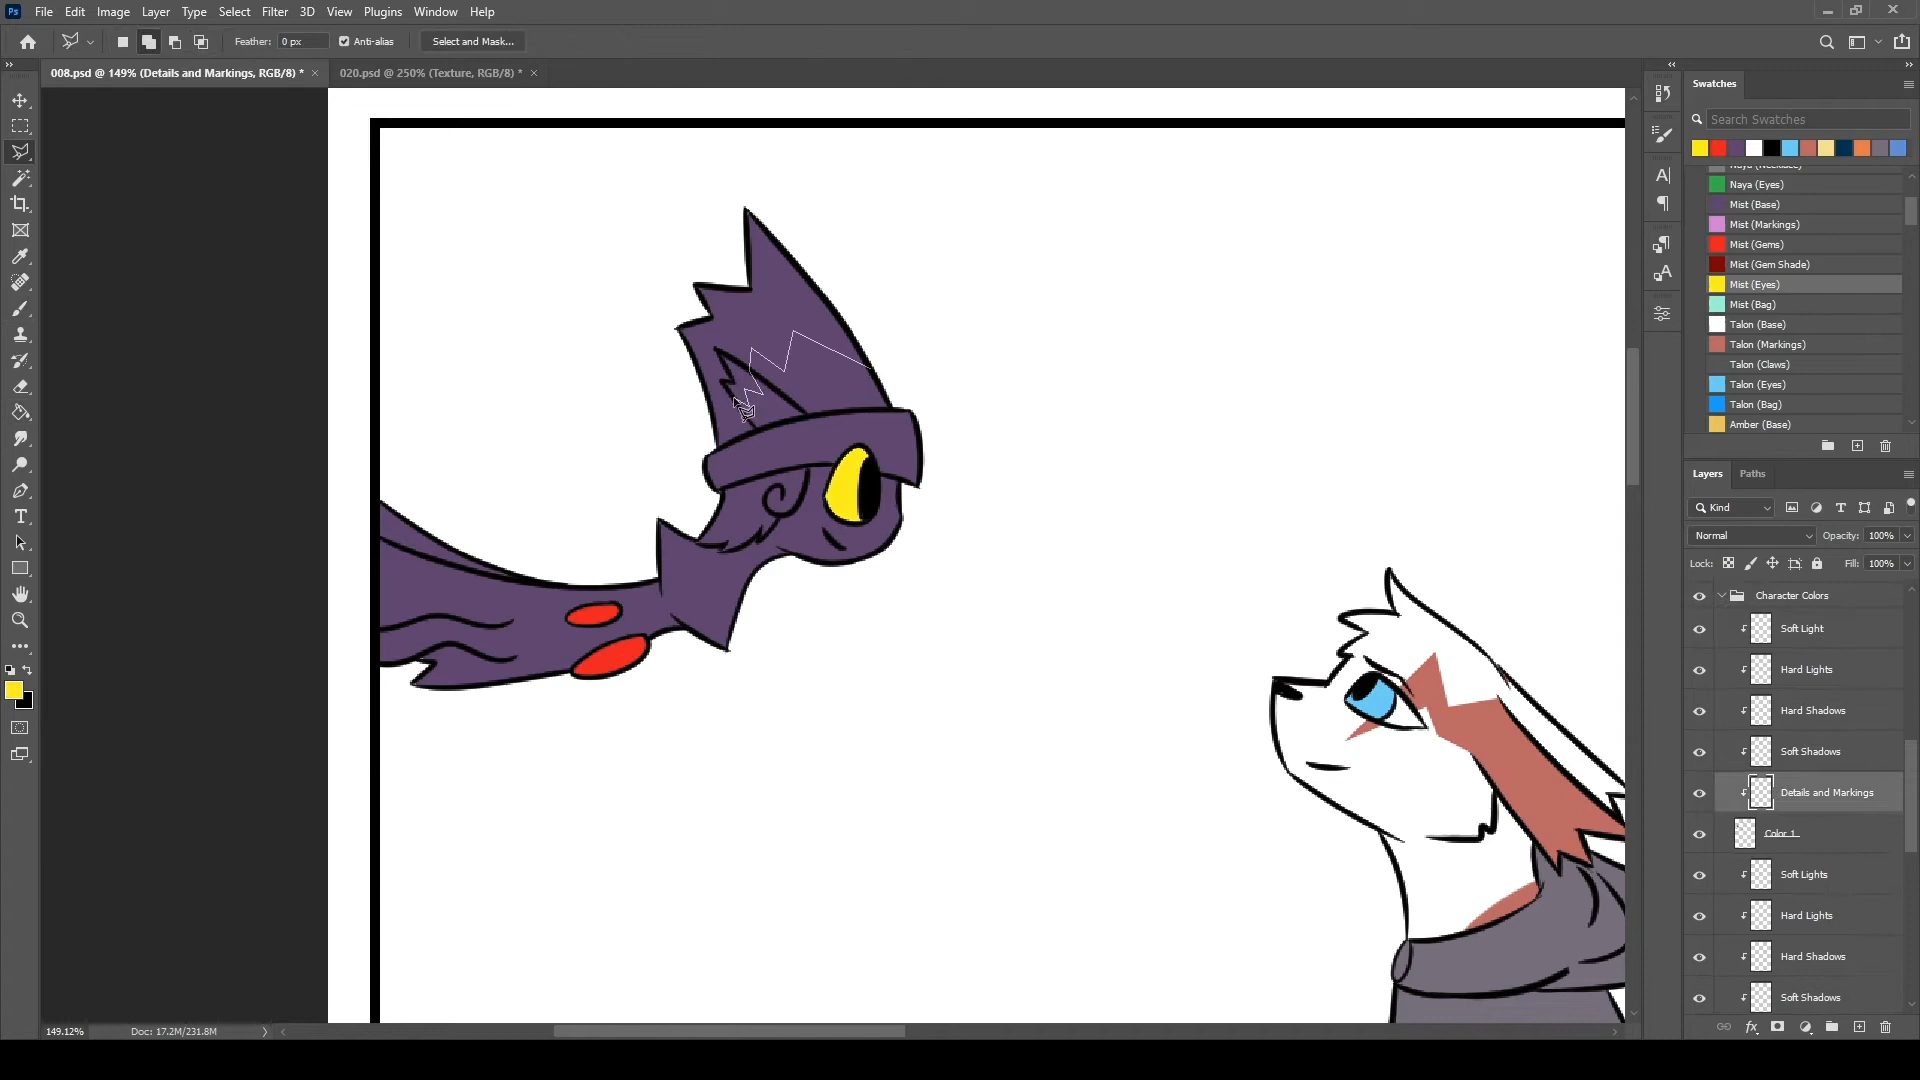 Ps File Edit Image Layer Type Select Filter 3D View Plugins Window Help
Feather: 0 px Anti-alias Select and Mask...
008.psd @ 149% (Details and Markings, RGB/8) * × 020.psd @ 250% (Texture, RGB/8) * ×
Swatches
Search Swatches
Naya (Necklace)
Naya (Eyes)
Mist (Base)
Mist (Markings)
Mist (Gems)
Mist (Gem Shade)
Mist (Eyes)
Mist (Bag)
Talon (Base)
Talon (Markings)
Talon (Claws)
Talon (Eyes)
Talon (Bag)
Amber (Base)
Layers Paths
Kind
Normal Opacity: 100%
Lock: Fill: 100%
Character Colors
Soft Light
Hard Lights
Hard Shadows
Soft Shadows
Details and Markings
Color 1
Soft Lights
Hard Lights
Hard Shadows
Soft Shadows
149.12% Doc: 17.2M/231.8M